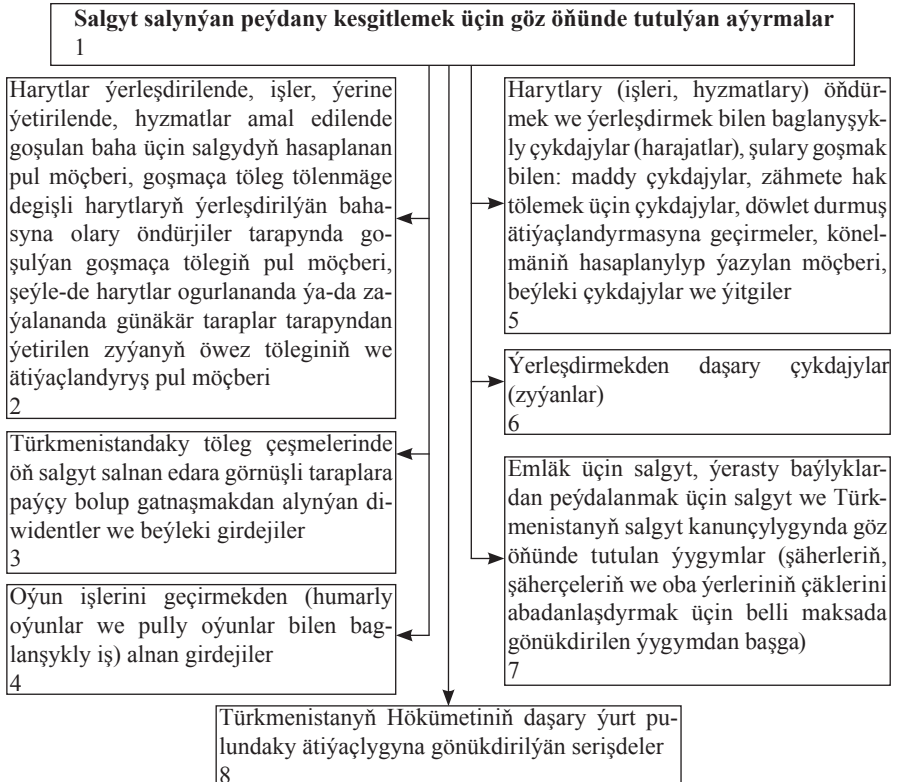 Salgyt salynýan peýdany kesgitlemek üçin göz öňünde tutulýan aýyrmalar
1
Harytlar ýerleşdirilende, işler, ýerine
ýetirilende, hyzmatlar amal edilende
goşulan baha üçin salgydyň hasaplanan
pul möçberi, goşmaça töleg tölenmäge
degişli harytlaryň ýerleşdirilýän baha-
syna olary öndürjiler tarapynda go-
şulýan goşmaça tölegiň pul möçberi,
şeýle-de harytlar ogurlananda ýa-da za-
ýalananda günäkär taraplar tarapyndan
ýetirilen zyýanyň öwez töleginiň we
ätiýaçlandyryş pul möçberi
2
Türkmenistandaky töleg çeşmelerinde
öň salgyt salnan edara görnüşli taraplara
paýçy bolup gatnaşmakdan alynýan di-
widentler we beýleki girdejiler
3
Oýun işlerini geçirmekden (humarly
oýunlar we pully oýunlar bilen bag-
lanşykly iş) alnan girdejiler
4
Harytlary (işleri, hyzmatlary) öňdür-
mek we ýerleşdirmek bilen baglanyşyk-
ly çykdajylar (harajatlar), şulary goşmak
bilen: maddy çykdajylar, zähmete hak
tölemek üçin çykdajylar, döwlet durmuş
ätiýaçlandyrmasyna geçirmeler, könel-
mäniň hasaplanylyp ýazylan möçberi,
beýleki çykdajylar we ýitgiler
5
Ýerleşdirmekden daşary çykdajylar
(zyýanlar)
6
Emläk üçin salgyt, ýerasty baýlyklar-
dan peýdalanmak üçin salgyt we Türk-
menistanyň salgyt kanunçylygynda göz
öňünde tutulan ýygymlar (şäherleriň,
şäherçeleriň we oba ýerleriniň çäklerini
abadanlaşdyrmak üçin belli maksada
gönükdirilen ýygymdan başga)
7
Türkmenistanyň Hökümetiniň daşary ýurt pu-
lundaky ätiýaçlygyna gönükdirilýän serişdeler
8